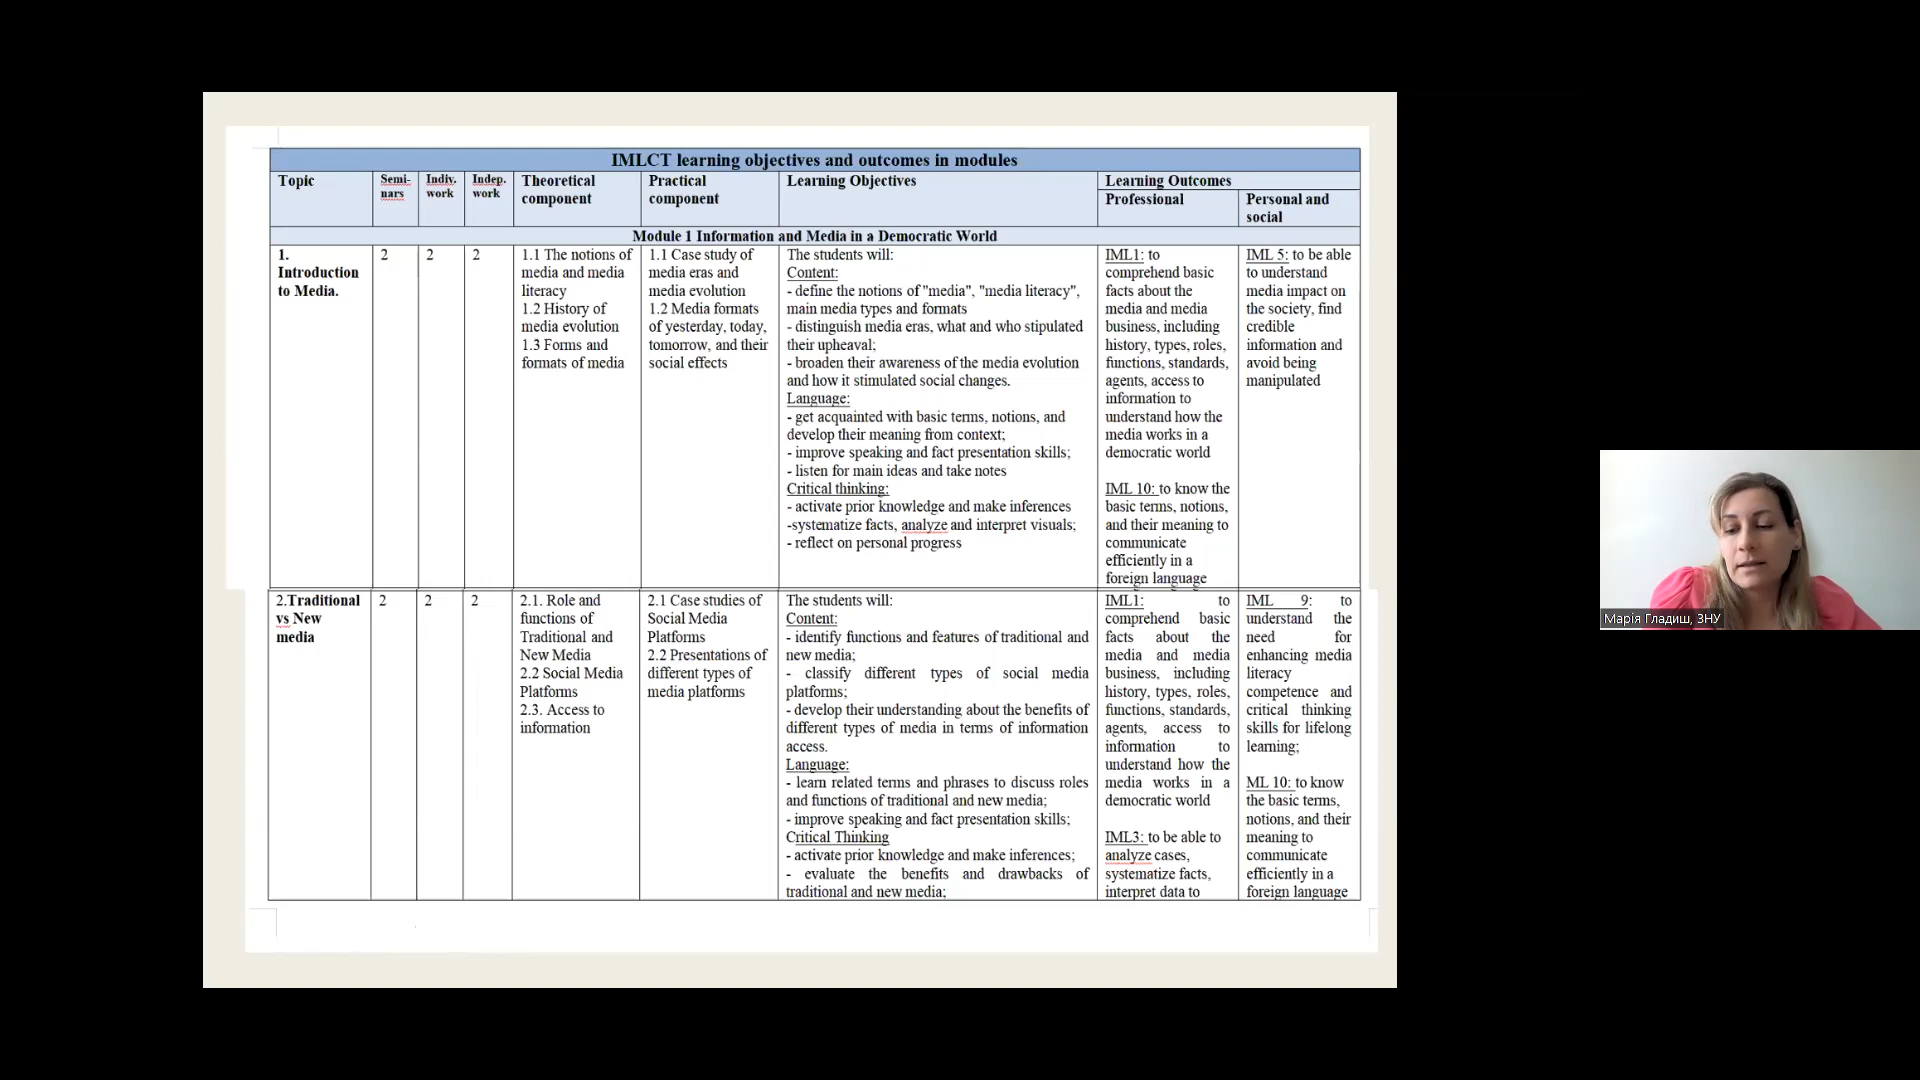 IMLCT learning objectives and outcomes in modules
Topic
Semi-
nars
Indiv.
work
Indep.
work
Theoretical
component
Practical
component
Learning Objectives
Learning Outcomes
Professional
Personal and
social
Module 1 Information and Media in a Democratic World
1.
Introduction
to Media.
2
2
2
1.1 The notions of
media and media
literacy
1.2 History of
media evolution
1.3 Forms and
formats of media
1.1 Case study of
media eras and
media evolution
1.2 Media formats
of yesterday, today,
tomorrow, and their
social effects
The students will:
Content:
- define the notions of "media", "media literacy",
main media types and formats
- distinguish media eras, what and who stipulated
their upheaval;
- broaden their awareness of the media evolution
and how it stimulated social changes.
Language:
- get acquainted with basic terms, notions, and
develop their meaning from context;
- improve speaking and fact presentation skills;
- listen for main ideas and take notes
Critical thinking:
- activate prior knowledge and make inferences
-systematize facts, analyze and interpret visuals;
- reflect on personal progress
IML1: to
comprehend basic
facts about the
media and media
business, including
history, types, roles,
functions, standards,
agents, access to
information to
understand how the
media works in a
democratic world
IML 10: to know the
basic terms, notions,
and their meaning to
communicate
efficiently in a
foreign language
IML 5: to be able
to understand
media impact on
the society, find
credible
information and
avoid being
manipulated
2.Traditional
vs New
media
2
2
2
2.1. Role and
functions of
Traditional and
New Media
2.2 Social Media
Platforms
2.3. Access to
information
2.1 Case studies of
Social Media
Platforms
2.2 Presentations of
different types of
media platforms
The students will:
Content:
- identify functions and features of traditional and
new media;
- classify different types of social media
platforms;
- develop their understanding about the benefits of
different types of media in terms of information
access.
Language:
- learn related terms and phrases to discuss roles
and functions of traditional and new media;
- improve speaking and fact presentation skills;
Critical Thinking
- activate prior knowledge and make inferences;
- evaluate the benefits and drawbacks of
traditional and new media;
IML1: to
comprehend basic
facts about the
media and media
business, including
history, types, roles,
functions, standards,
agents, access to
information to
understand how the
media works in a
democratic world
IML3: to be able to
analyze cases,
systematize facts,
interpret data to
IML 9: to
understand the
need for
enhancing media
literacy
competence and
critical thinking
skills for lifelong
learning;
ML 10: to know
the basic terms,
notions, and their
meaning to
communicate
efficiently in a
foreign language
Марія Гладиш, ЗНУ